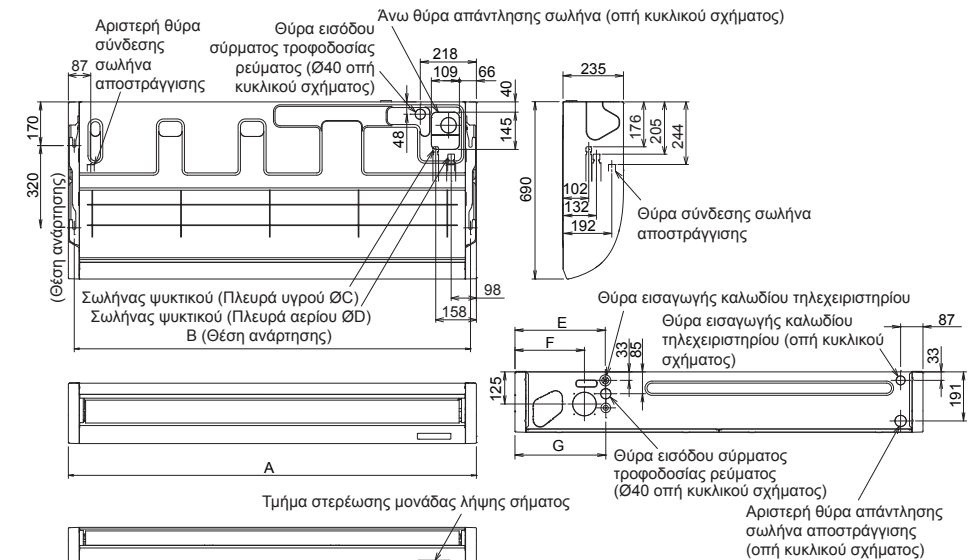 Άνω θύρα απάντλησης σωλήνα (οπή κυκλικού σχήματος)
Αριστερή θύρα
σύνδεσης
σωλήνα
αποστράγγισης
Θύρα εισόδου
σύρματος τροφοδοσίας
ρεύματος (Ø40 οπή
κυκλικού σχήματος)
87
218
109
66
40
145
48
170
320
(Θέση ανάρτησης)
235
690
176
205
244
102
132
192
Θύρα σύνδεσης σωλήνα
αποστράγγισης
98
158
Σωλήνας ψυκτικού (Πλευρά υγρού ØC)
Σωλήνας ψυκτικού (Πλευρά αερίου ØD)
B (Θέση ανάρτησης)
Θύρα εισαγωγής καλωδίου τηλεχειριστηρίου
Θύρα εισαγωγής καλωδίου
τηλεχειριστηρίου (οπή κυκλικού
σχήματος)
E
F
33
85
87
33
125
191
G
A
Θύρα εισόδου σύρματος
τροφοδοσίας ρεύματος
(Ø40 οπή κυκλικού σχήματος)
Αριστερή θύρα απάντλησης
σωλήνα αποστράγγισης
(οπή κυκλικού σχήματος)
Τμήμα στερέωσης μονάδας λήψης σήματος